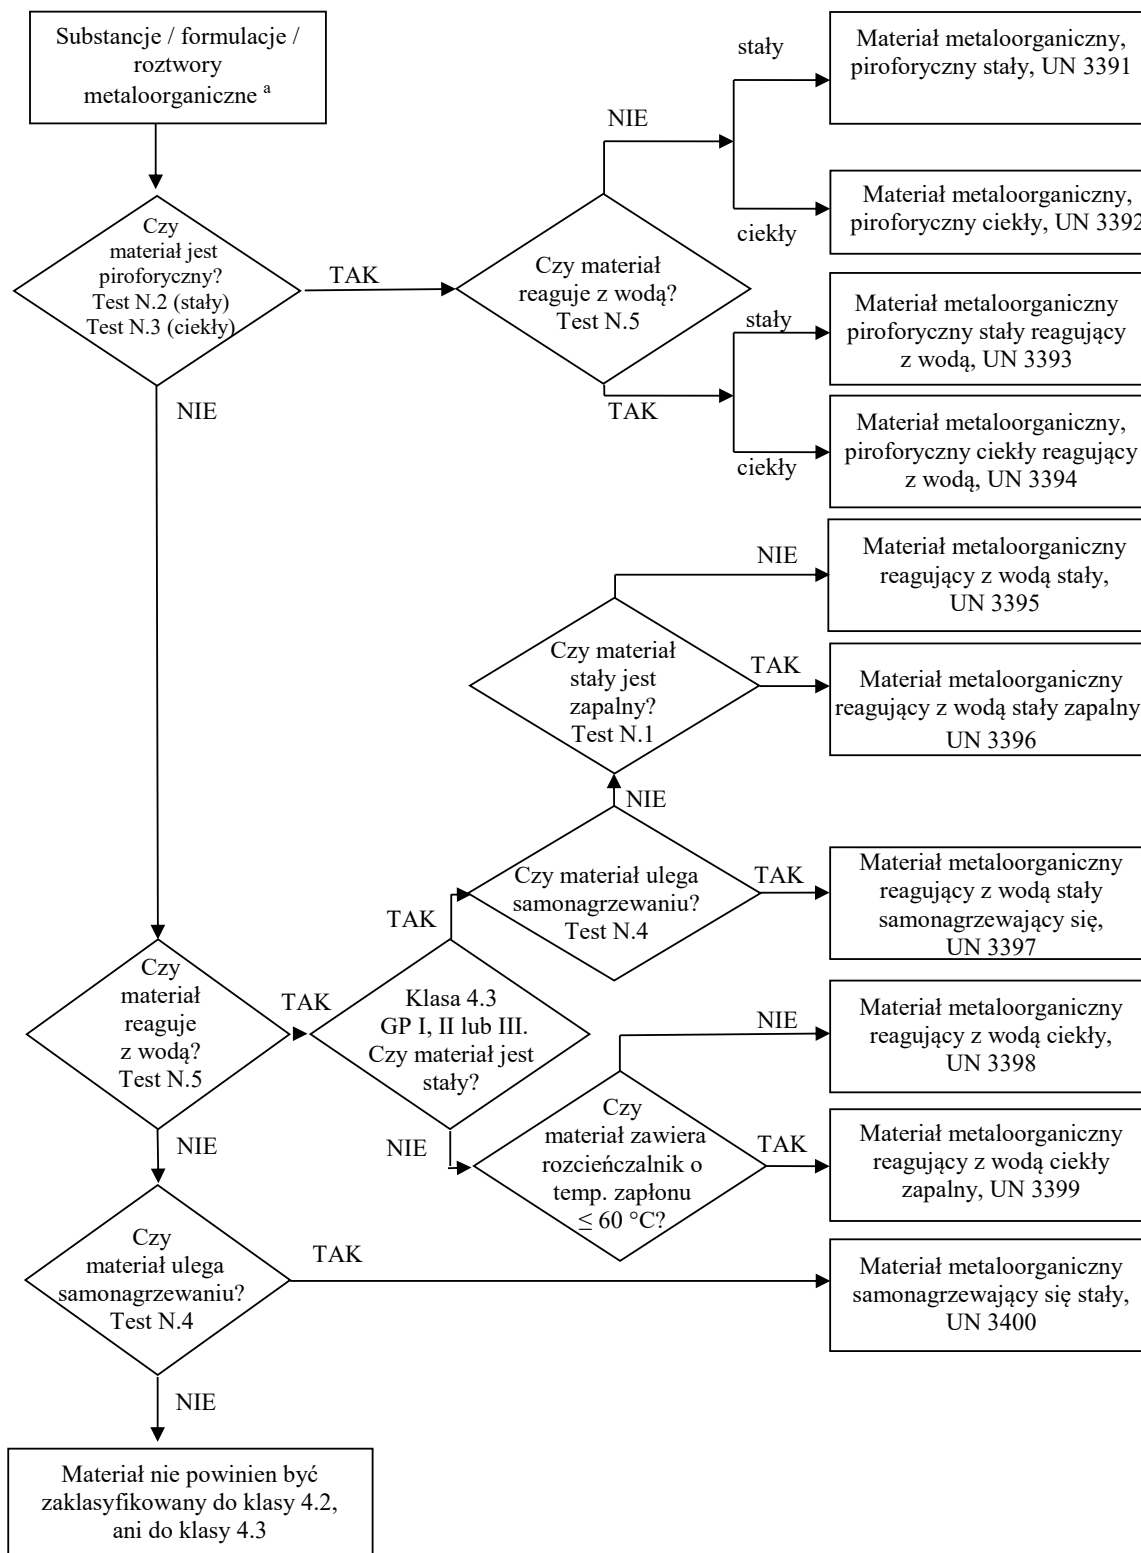 Substancje / formulacje /
roztwory
metaloorganiczne a
stały
Materiał metaloorganiczny,
piroforyczny stały, UN 3391
NIE
ciekły
Materiał metaloorganiczny,
piroforyczny ciekły, UN 3392
Czy
materiał jest
piroforyczny?
Test N.2 (stały)
Test N.3 (ciekły)
TAK
Czy materiał
reaguje z wodą?
Test N.5
stały
Materiał metaloorganiczny
piroforyczny stały reagujący
z wodą, UN 3393
NIE
TAK
ciekły
Materiał metaloorganiczny,
piroforyczny ciekły reagujący
z wodą, UN 3394
NIE
Materiał metaloorganiczny
reagujący z wodą stały,
UN 3395
Czy materiał
stały jest
zapalny?
Test N.1
TAK
Materiał metaloorganiczny
reagujący z wodą stały zapalny
UN 3396
NIE
Czy materiał ulega
samonagrzewaniu?
Test N.4
TAK
Materiał metaloorganiczny
reagujący z wodą stały
samonagrzewający się,
UN 3397
TAK
Czy
materiał
reaguje
z wodą?
Test N.5
TAK
Klasa 4.3
GP I, II lub III.
Czy materiał jest
stały?
NIE
Materiał metaloorganiczny
reagujący z wodą ciekły,
UN 3398
NIE
NIE
Czy
materiał zawiera
rozcieńczalnik o
temp. zapłonu
≤ 60 °C?
TAK
Materiał metaloorganiczny
reagujący z wodą ciekły
zapalny, UN 3399
Czy
materiał ulega
samonagrzewaniu?
Test N.4
TAK
Materiał metaloorganiczny
samonagrzewający się stały,
UN 3400
NIE
Materiał nie powinien być
zaklasyfikowany do klasy 4.2,
ani do klasy 4.3